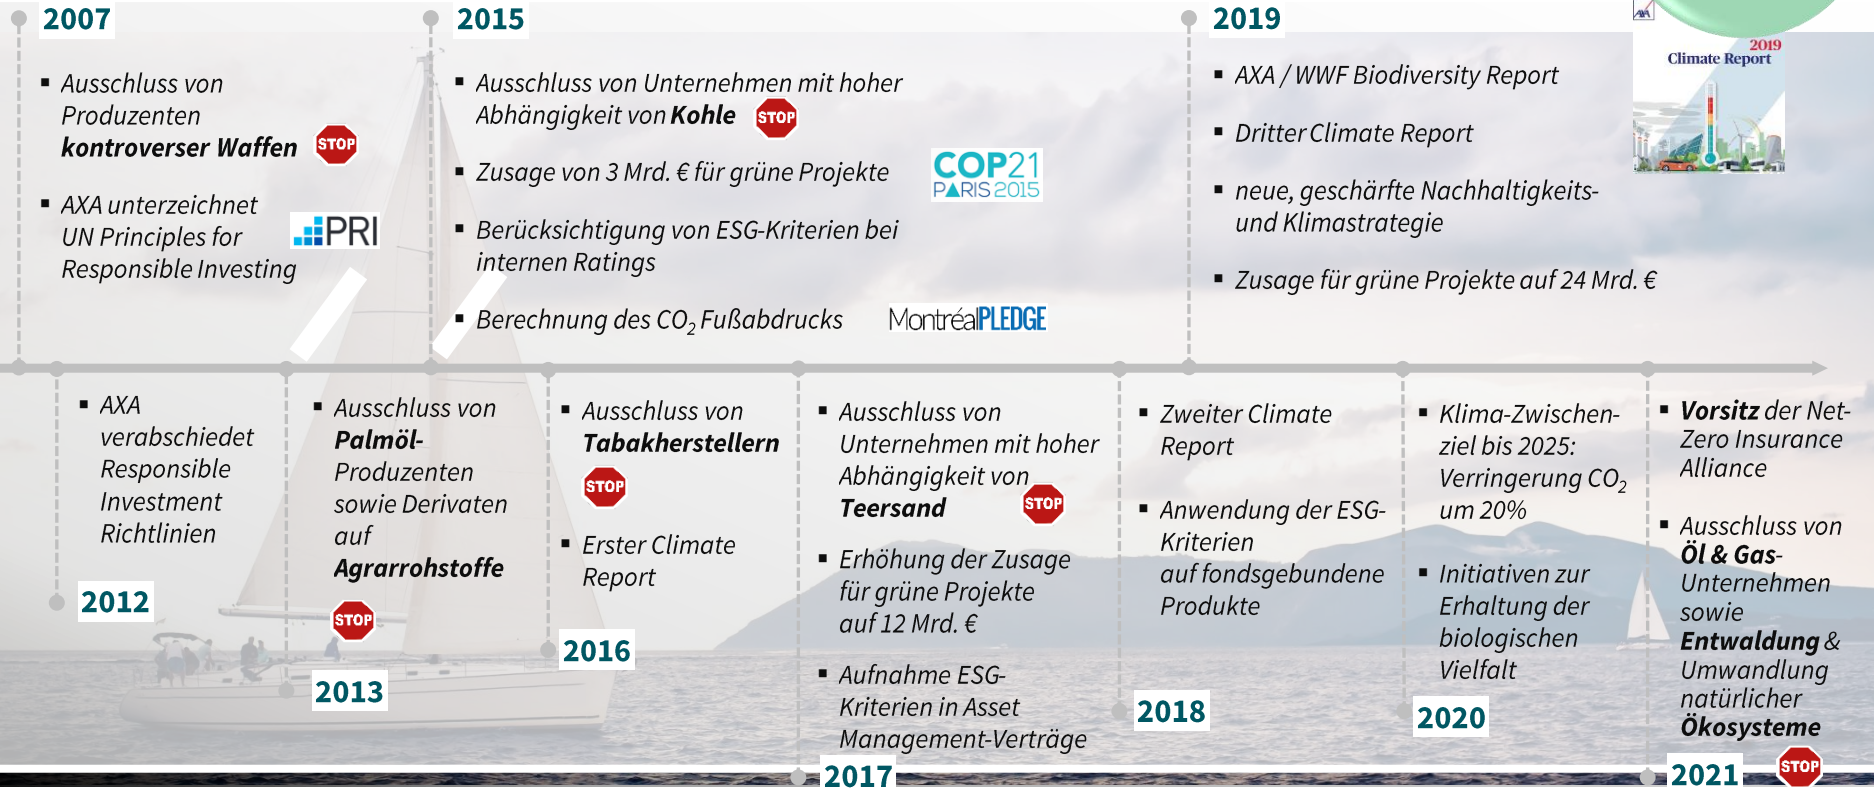 2007
Ausschluss von
Produzenten
kontroverser Waffen
STOP
AXA unterzeichnet
UN Principles for
Responsible Investing
PRI
2015
Ausschluss von Unternehmen mit hoher
Abhängigkeit von Kohle
STOP
Zusage von 3 Mrd. € für grüne Projekte
COP21
PARIS 2015
Berücksichtigung von ESG-Kriterien bei
internen Ratings
Berechnung des CO2 Fußabdrucks
MontréalPLEDGE
2019
AXA / WWF Biodiversity Report
Dritter Climate Report
neue, geschärfte Nachhaltigkeits-
und Klimastrategie
Zusage für grüne Projekte auf 24 Mrd. €
AXA
2019
Climate Report
AXA
verabschiedet
Responsible
Investment
Richtlinien
2012
Ausschluss von
Palmöl-
Produzenten
sowie Derivaten
auf
Agrarrohstoffe
STOP
2013
Ausschluss von
Tabakherstellern
STOP
Erster Climate
Report
2016
Ausschluss von
Unternehmen mit hoher
Abhängigkeit von
Teersand
STOP
Erhöhung der Zusage
für grüne Projekte
auf 12 Mrd. €
Aufnahme ESG-
Kriterien in Asset
Management-Verträge
2017
Zweiter Climate
Report
Anwendung der ESG-
Kriterien
auf fondsgebundene
Produkte
2018
Klima-Zwischen-
ziel bis 2025:
Verringerung CO2
um 20%
Initiativen zur
Erhaltung der
biologischen
Vielfalt
2020
Vorsitz der Net-
Zero Insurance
Alliance
Ausschluss von
Öl & Gas-
Unternehmen
sowie
Entwaldung &
Umwandlung
natürlicher
Ökosysteme
STOP
2021